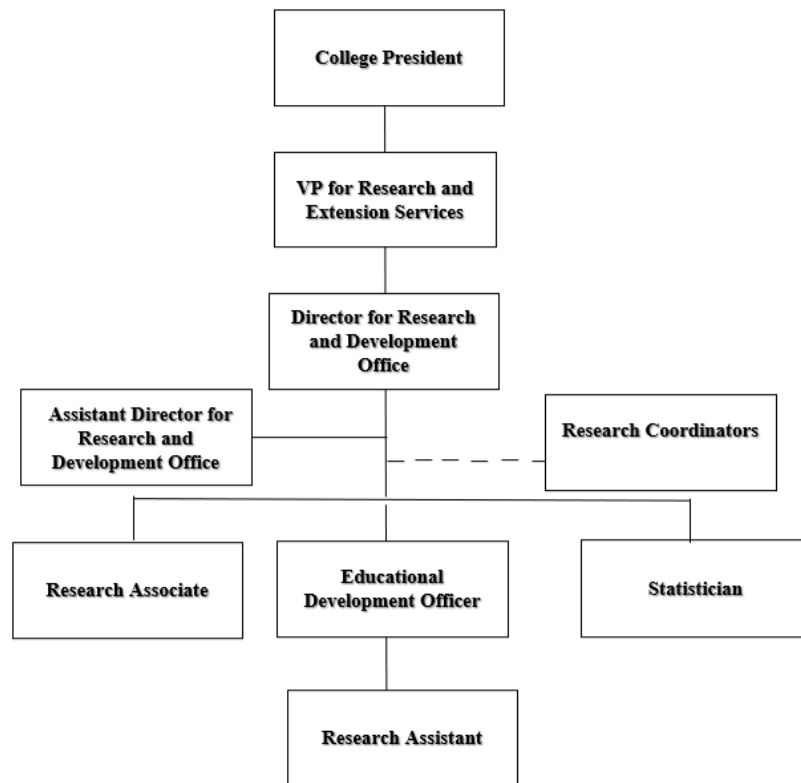 College President
VP for Research and
Extension Services
Director for Research
and Development
Office
Assistant Director for
Research and
Development Office
Research Coordinators
Research Associate
Educational
Development Officer
Statistician
Research Assistant